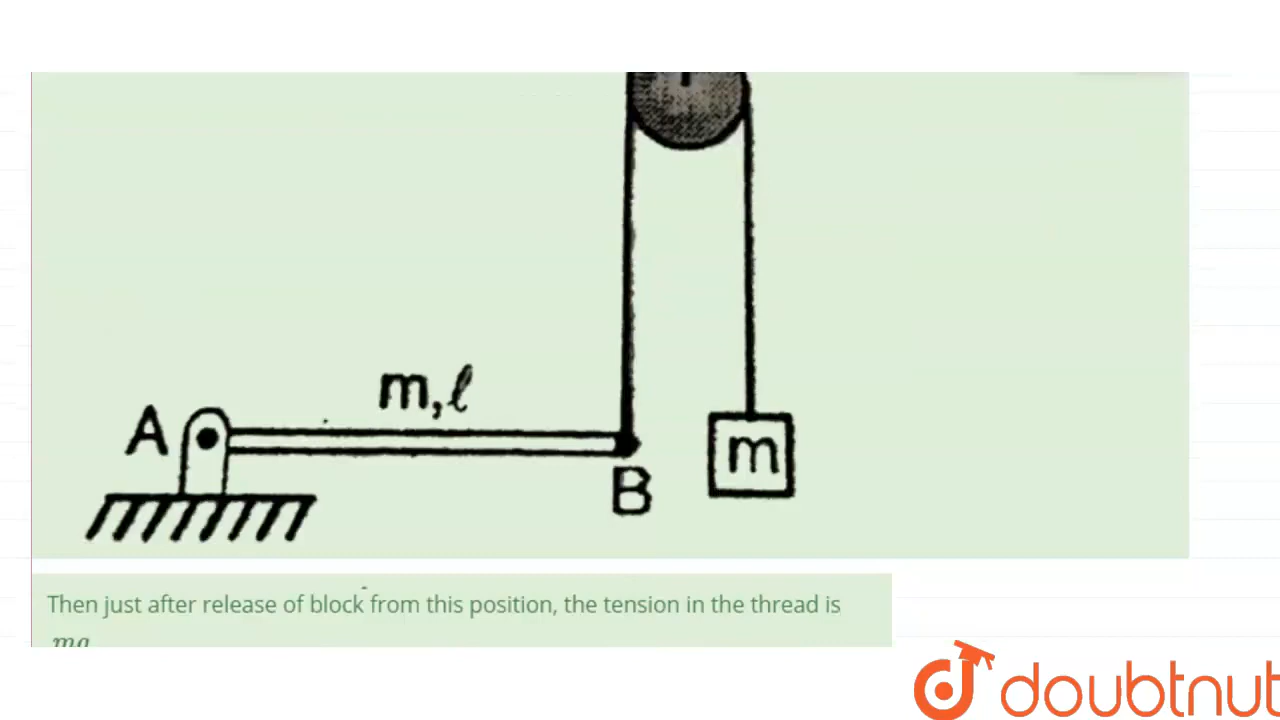 m,ℓ
A
B
m
Then just after release of block from this position, the tension in the thread is
doubtnut